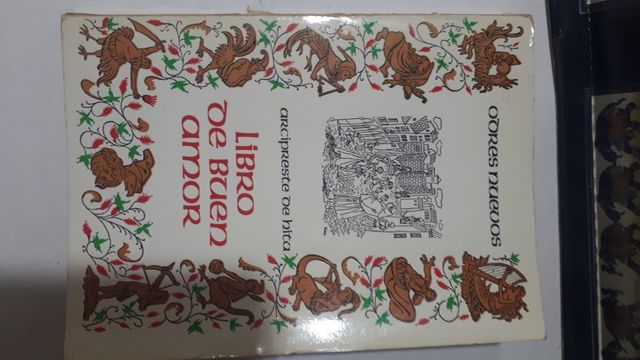 LIBRO
DE BUEN
AMOR
ARCIPRESTE DE HITA
ODRES NUEVOS